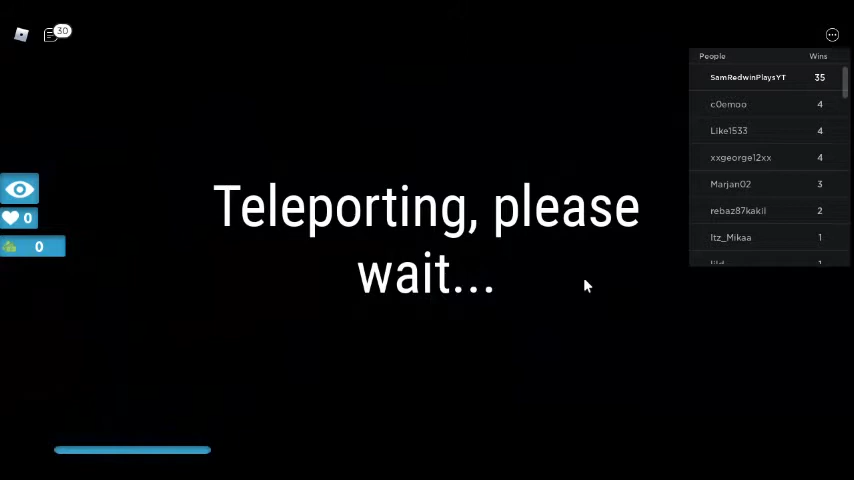 30
People Wins
SamRedwinPlaysYT 35
c0emoo 4
Like1533 4
xxgeorge12xx 4
Marjan02 3
rebaz87kakil 2
Itz_Mikaa 1
0
0
Teleporting, please
wait...